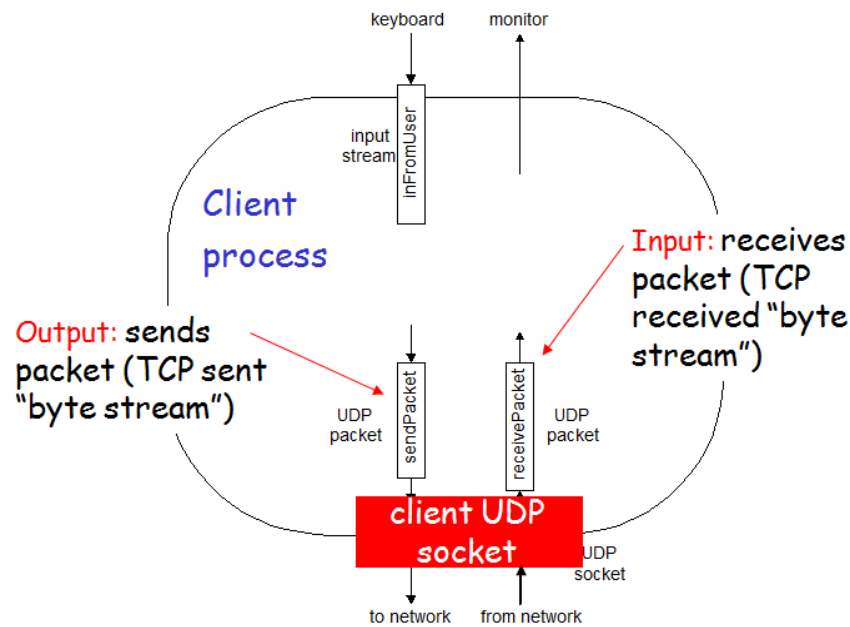 keyboard
monitor
input
stream
inFromUser
Client
process
Input: receives
packet (TCP
received “byte
stream”)
Output: sends
packet (TCP sent
“byte stream”)
UDP
packet
sendPacket
receivePacket
UDP
packet
client UDP
socket
UDP
socket
to network
from network